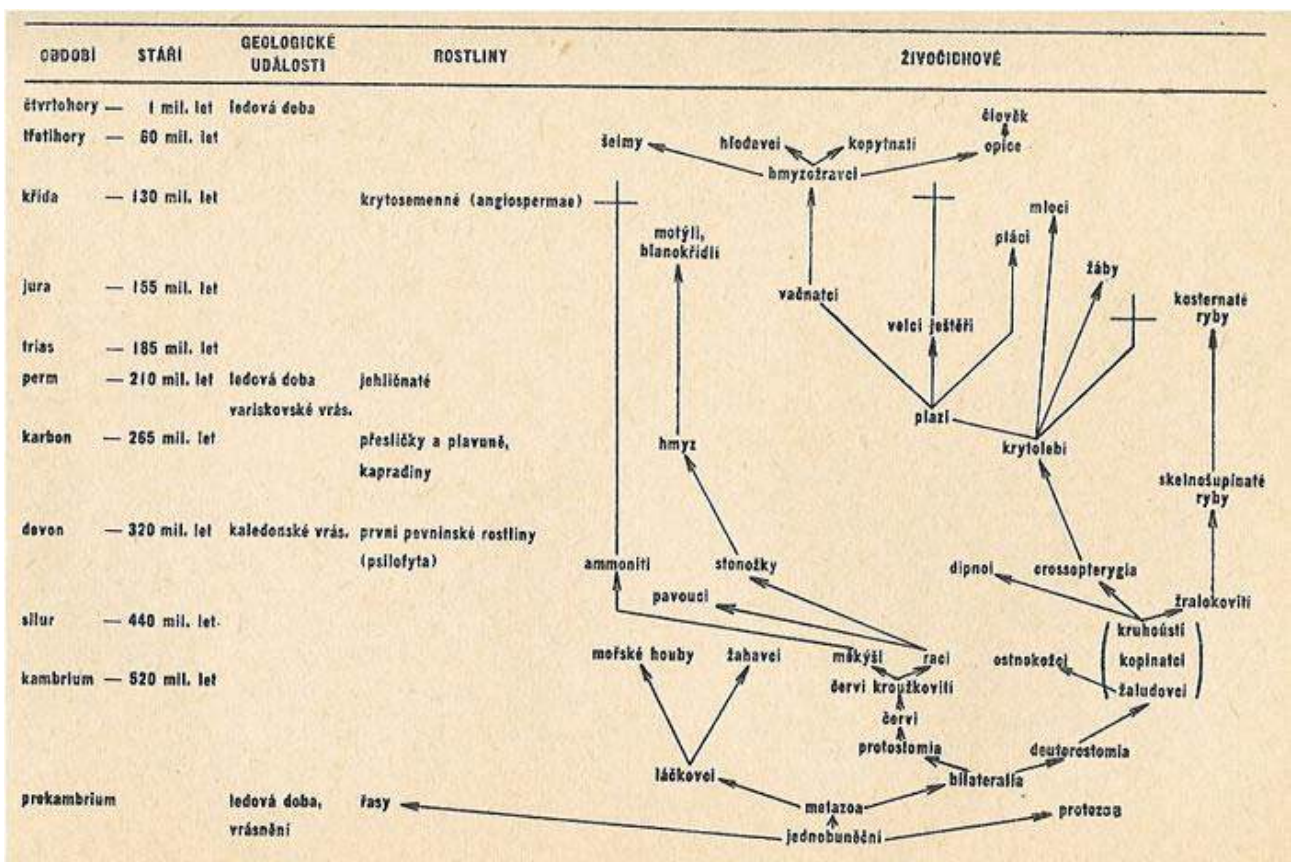 OBDOBÍ STÁŘÍ GEOLOGICKÉ UDÁLOSTI ROSTLINY ŽIVOČICHOVÉ
čtvrtohory — 1 mil. let ledová doba
člověk
třetihory — 60 mil. let
šelmy hlodavci kopytnatí opice
hmyzožravci
křída — 130 mil. let krytosemenné (angiospermae)
mloci
motýli, blanokřídlí
ptáci
žáby
jura — 155 mil. let
vačnatci
kosternaté ryby
velcí ještěři
trias — 185 mil. let
perm — 210 mil. let ledová doba jehličnaté
variskovské vrás.
plazi
karbon — 265 mil. let přesličky a plavuně,
hmyz krytolebí
kapradiny
skelnošupinaté ryby
devon — 320 mil. let kaledonské vrás. první pevninské rostliny
(psilofyta)
ammoniti stonožky dipnoi crossopterygia
pavouci žralokovití
silur — 440 mil. let
kruhoústí
mořské houby žahavci měkýši raci ostnokožci kopinatci
kambrium — 520 mil. let
červi kroužkovití žaludovci
červi
protostomia deuterostomia
láčkovci bilateralia
prekambrium ledová doba, řasy
vrásnění
metazoa protozoa
jednobuněční